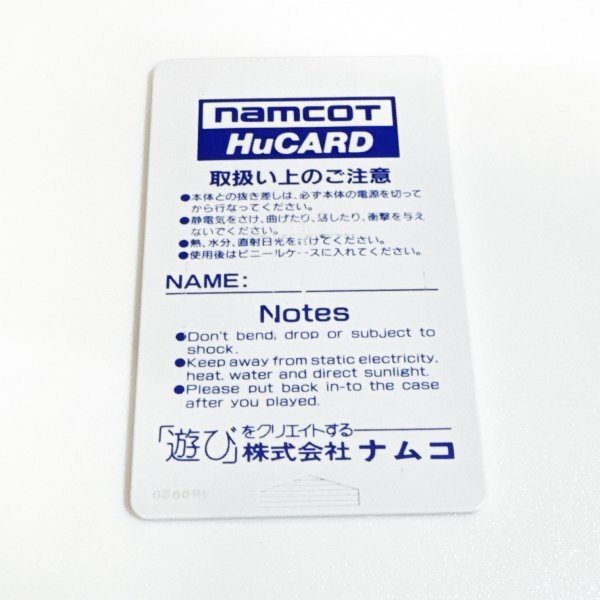 namcot
HuCARD
取扱い上のご注意
●本体との抜き差しは、必ず本体の電源を切って
から行なってください。
●静電気をさけ、曲げたり、落したり、衝撃を与え
ないでください。
●熱、水分、直射日光をさけてください。
●使用後はビニールケースに入れてください。
NAME:
Notes
●Don't bend, drop or subject to
shock.
●Keep away from static electricity,
heat, water and direct sunlight.
●Please put back in-to the case
after you played.
「遊び」をクリエイトする——
株式会社 ナムコ